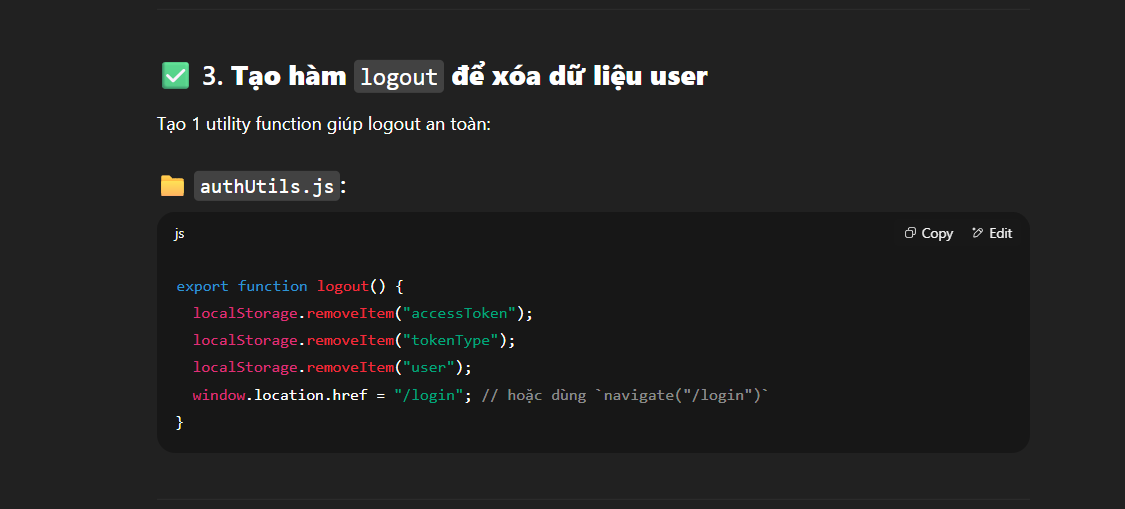 ✅ 3. Tạo hàm logout để xóa dữ liệu user
Tạo 1 utility function giúp logout an toàn:
📁 authUtils.js:
js Copy Edit
export function logout() {
  localStorage.removeItem("accessToken");
  localStorage.removeItem("tokenType");
  localStorage.removeItem("user");
  window.location.href = "/login"; // hoặc dùng `navigate("/login")`
}